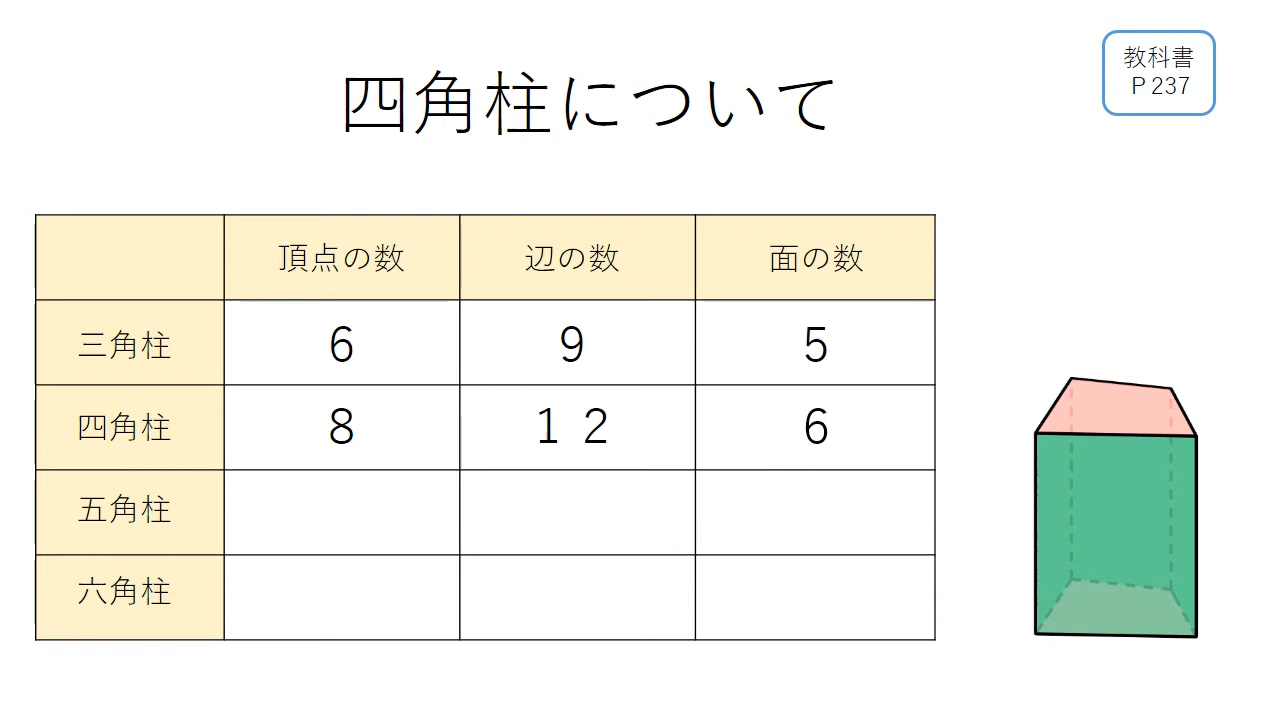 教科書
P 237
四角柱について
頂点の数 辺の数 面の数
三角柱 6 9 5
四角柱 8 1 2 6
五角柱
六角柱